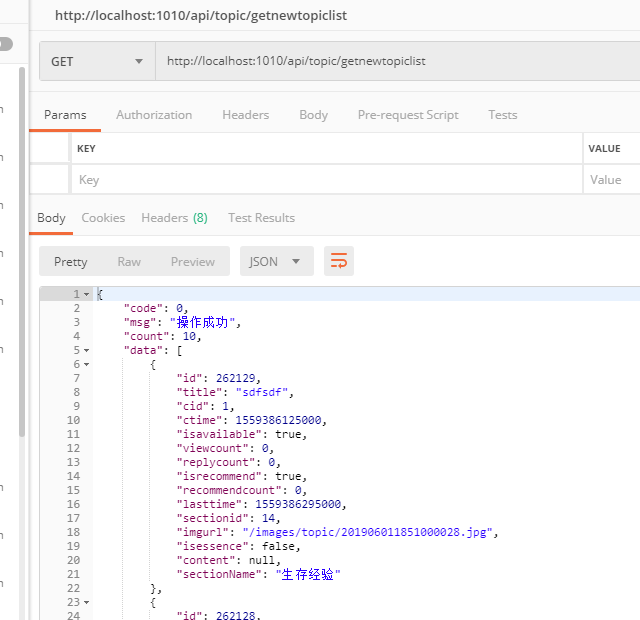 http://localhost:1010/api/topic/getnewtopiclist
GET http://localhost:1010/api/topic/getnewtopiclist
Params Authorization Headers Body Pre-request Script Tests
KEY VALUE
Key Value
Body Cookies Headers (8) Test Results
Pretty Raw Preview JSON
1 {
2 "code": 0,
3 "msg": "操作成功",
4 "count": 10,
5 "data": [
6 {
7 "id": 262129,
8 "title": "sdfsdf",
9 "cid": 1,
10 "ctime": 1559386125000,
11 "isavailable": true,
12 "viewcount": 0,
13 "replycount": 0,
14 "isrecommend": true,
15 "recommendcount": 0,
16 "lasttime": 1559386295000,
17 "sectionid": 14,
18 "imgurl": "/images/topic/201906011851000028.jpg",
19 "isessence": false,
20 "content": null,
21 "sectionName": "生存经验"
22 },
23 {
24 "id": 262128,